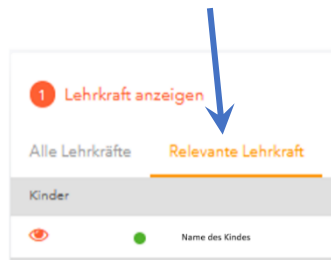 1 Lehrkraft anzeigen
Alle Lehrkräfte Relevante Lehrkraft
Kinder
Name des Kindes